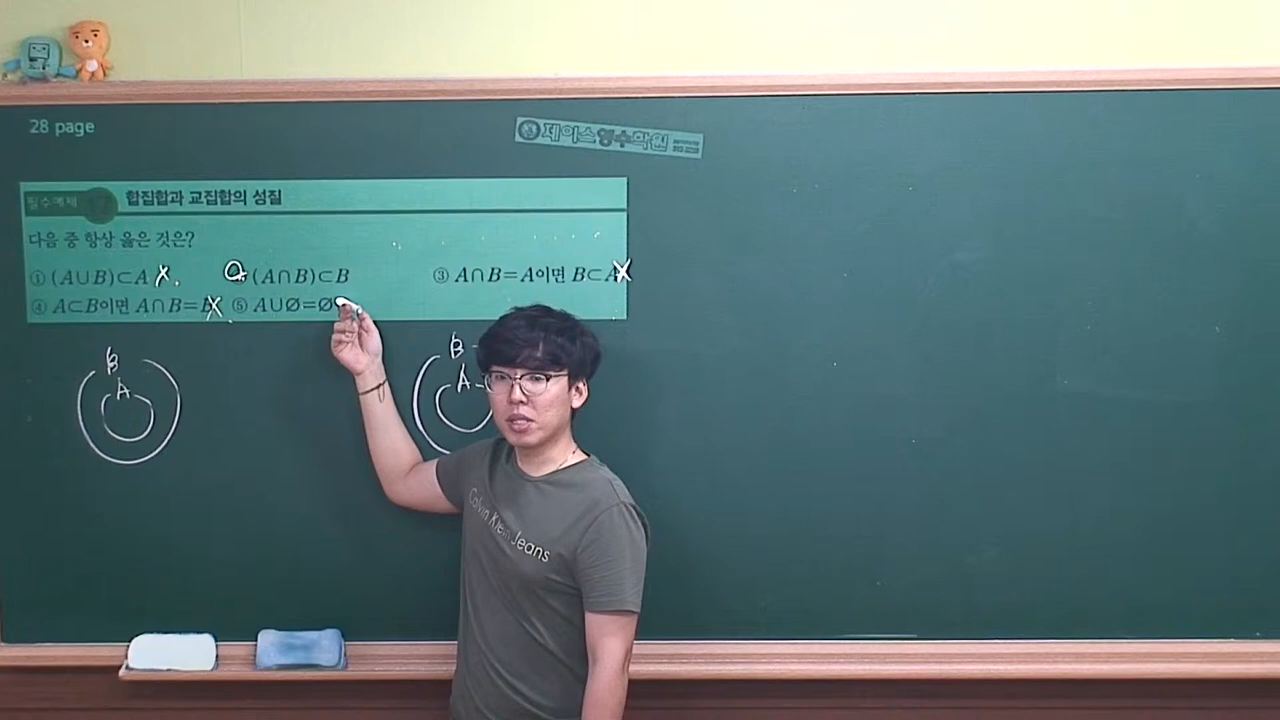 28 page
제이스영수학원
필수예제 17 합집합과 교집합의 성질
다음 중 항상 옳은 것은?
① (A∪B)⊂A X. O (A∩B)⊂B ③ A∩B=A이면 B⊂A X
④ A⊂B이면 A∩B=B X ⑤ A∪∅=∅
B B
A A
Calvin Klein Jeans